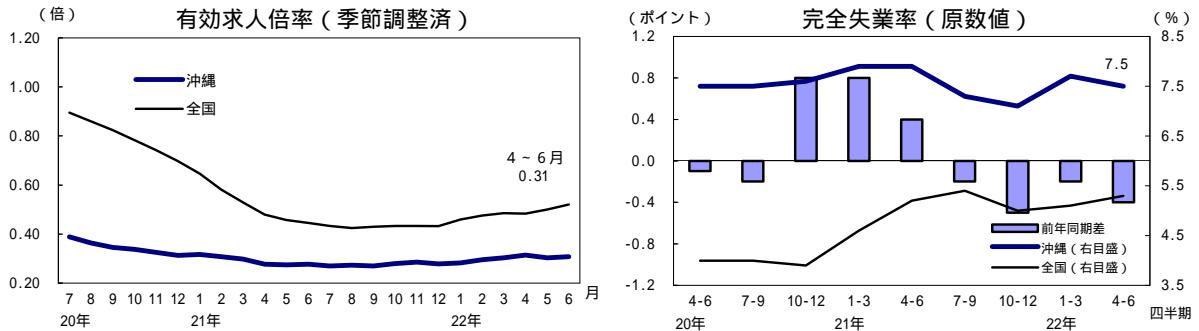 有効求人倍率（季節調整済）
（倍）
1.20
1.00
0.80
0.60
0.40
0.20
沖縄
全国
4～6月
0.31
7 8 9 10 11 12 1 2 3 4 5 6 7 8 9 10 11 12 1 2 3 4 5 6 月
20年 21年 22年
完全失業率（原数値）
（ポイント） （％）
1.2
0.8
0.4
0.0
-0.4
-0.8
-1.2
8.5
7.5
6.5
5.5
4.5
3.5
7.5
前年同期差
沖縄（右目盛）
全国（右目盛）
4-6 7-9 10-12 1-3 4-6 7-9 10-12 1-3 4-6 四半期
20年 21年 22年